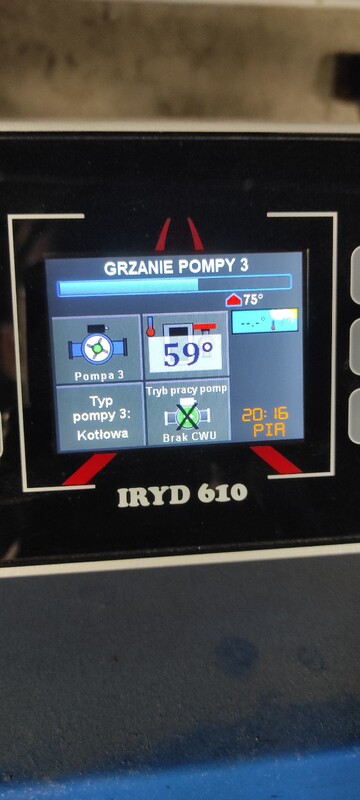 GRZANIE POMPY 3
75°
Pompa 3
59°
--.-°
Typ
pompy 3:
Kotłowa
Tryb pracy pomp
Brak CWU
20:16
PIĄ
IRYD 610